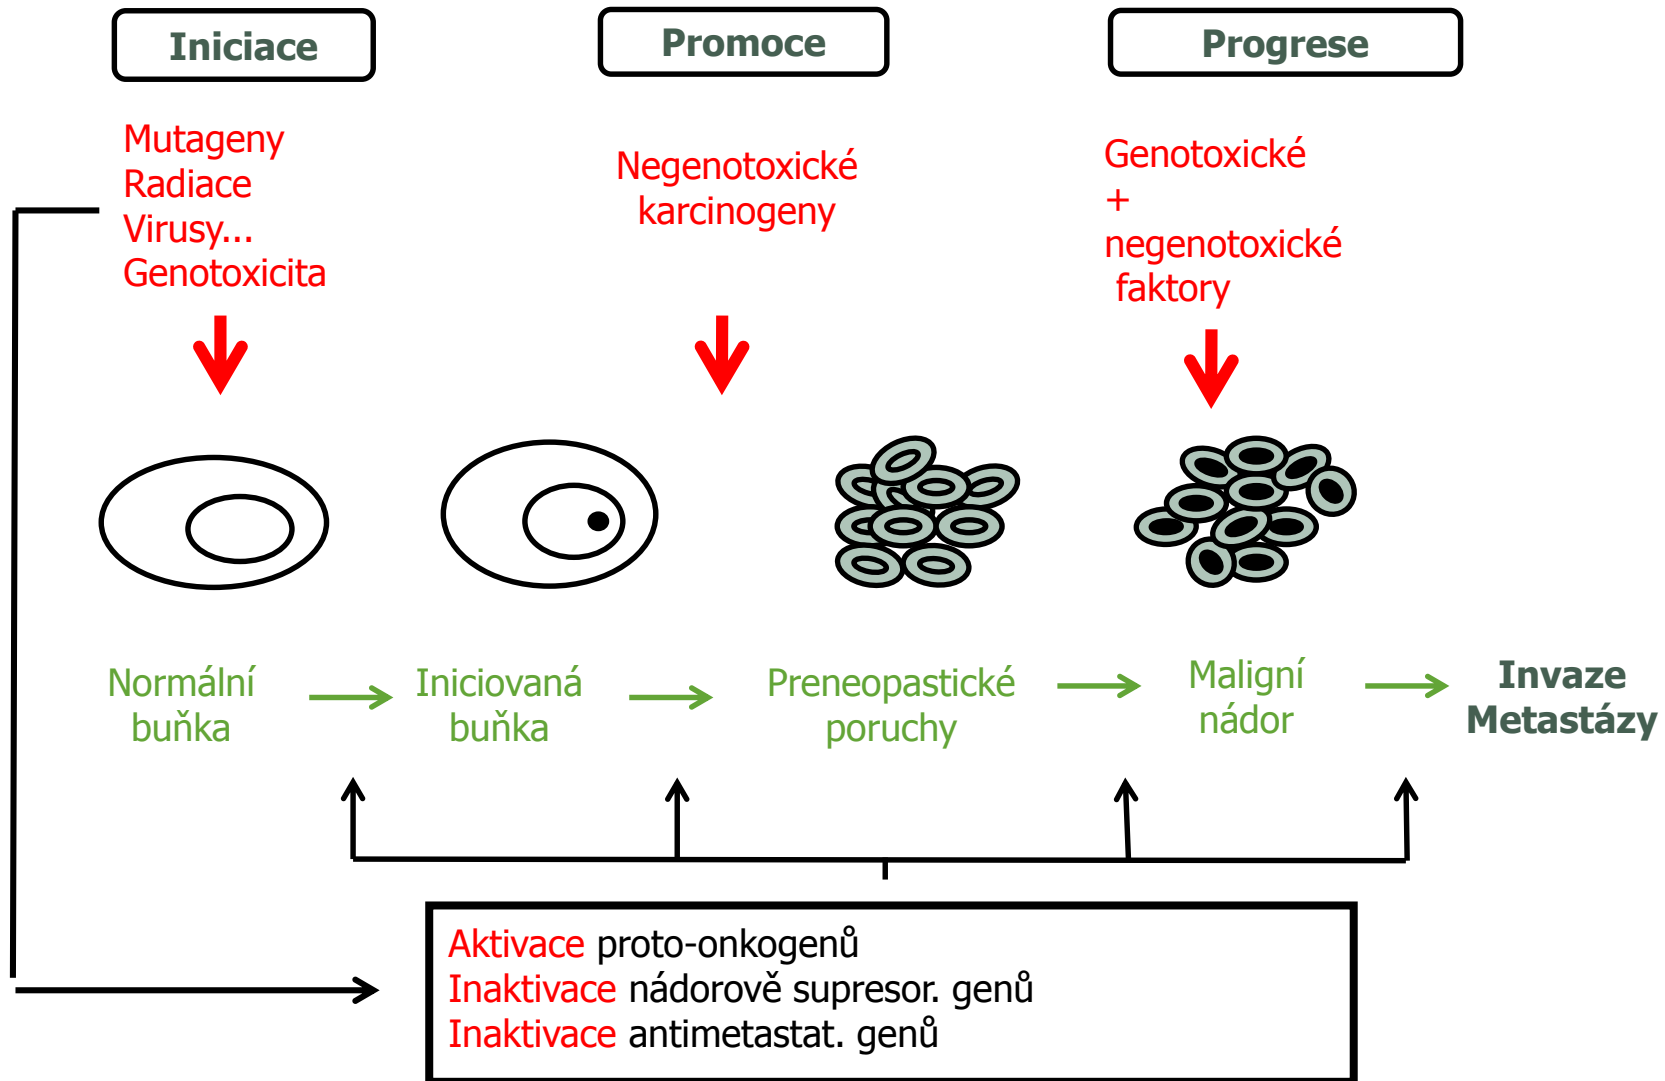 Iniciace
Promoce
Progrese
Mutageny
Radiace
Virusy...
Genotoxicita
Negenotoxické
karcinogeny
Genotoxické
+
negenotoxické
faktory
Normální
buňka
Iniciovaná
buňka
Preneopastické
poruchy
Maligní
nádor
Invaze
Metastázy
Aktivace proto-onkogenů
Inaktivace nádorově supresor. genů
Inaktivace antimetastat. genů